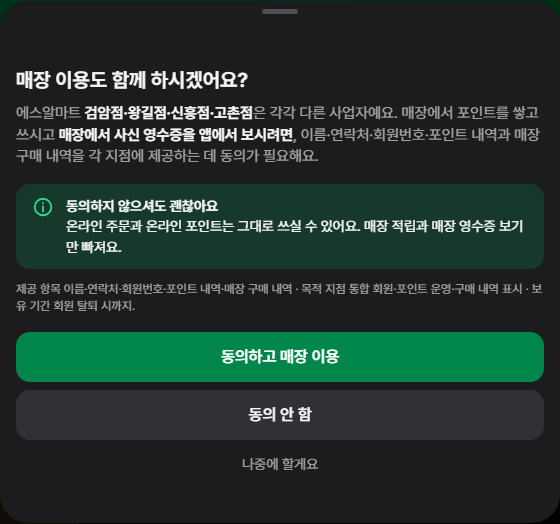 매장 이용도 함께 하시겠어요?
에스알마트 검암점·왕길점·신흥점·고촌점은 각각 다른 사업자예요. 매장에서 포인트를 쌓고
쓰시고 매장에서 사신 영수증을 앱에서 보시려면, 이름·연락처·회원번호·포인트 내역과 매장
구매 내역을 각 지점에 제공하는 데 동의가 필요해요.
동의하지 않으셔도 괜찮아요
온라인 주문과 온라인 포인트는 그대로 쓰실 수 있어요. 매장 적립과 매장 영수증 보기
만 빠져요.
제공 항목 이름·연락처·회원번호·포인트 내역·매장 구매 내역 · 목적 지점 통합 회원·포인트 운영·구매 내역 표시 · 보
유 기간 회원 탈퇴 시까지.
동의하고 매장 이용
동의 안 함
나중에 할게요